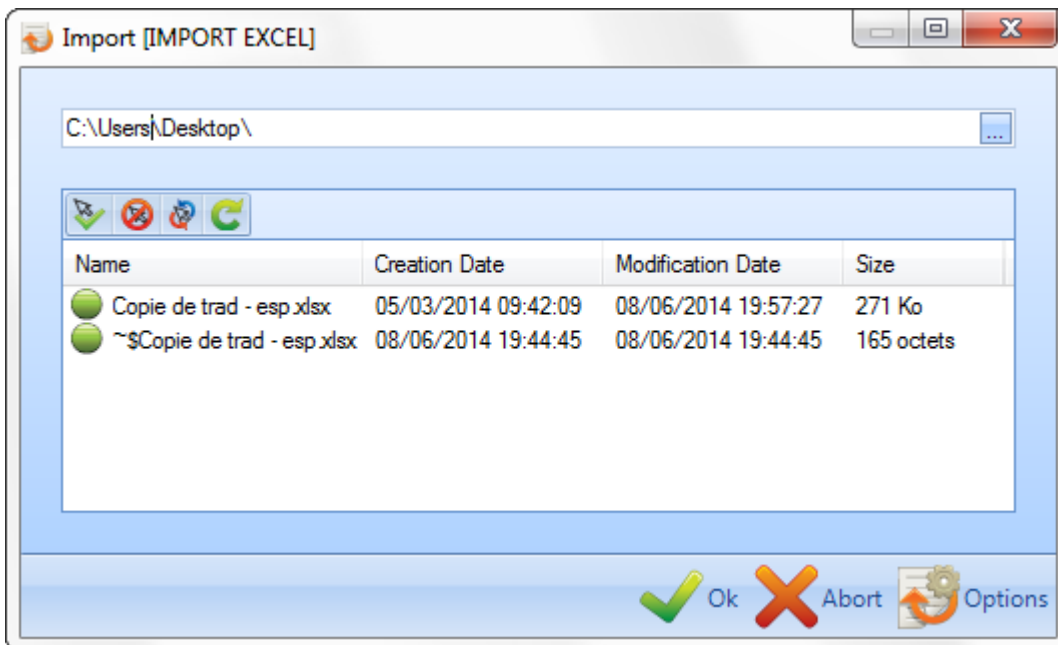 Import [IMPORT EXCEL]
C:\Users\\Desktop\
...
Name Creation Date Modification Date Size
Copie de trad - esp.xlsx 05/03/2014 09:42:09 08/06/2014 19:57:27 271 Ko
~$Copie de trad - esp.xlsx 08/06/2014 19:44:45 08/06/2014 19:44:45 165 octets
Ok Abort Options